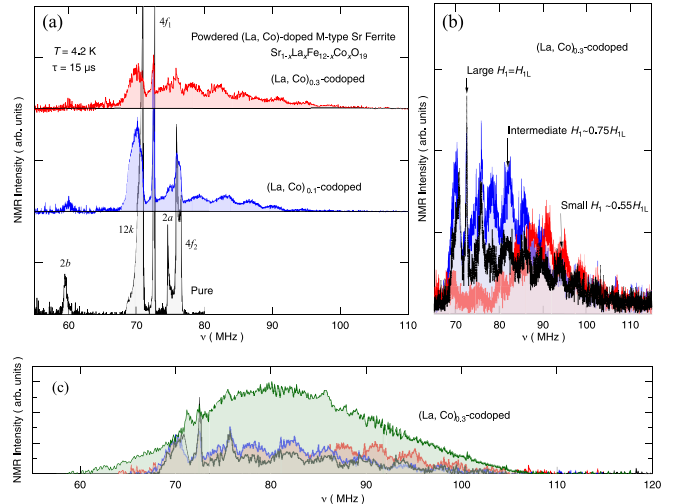 (a)
4f1
Powdered (La, Co)-doped M-type Sr Ferrite
T = 4.2 K
Sr1-xLaxFe12-xCoxO19
τ = 15 μs
(La, Co)0.3-codoped
(La, Co)0.1-codoped
12k
2a
4f2
2b
Pure
NMR Intensity ( arb. units )
60 70 80 90 100 110
ν ( MHz )
(b)
(La, Co)0.3-codoped
Large H1=H1L
Intermediate H1~0.75H1L
Small H1 ~0.55H1L
NMR Intensity ( arb. units )
70 80 90 100 110
ν ( MHz )
(c)
(La, Co)0.3-codoped
NMR Intensity ( arb. units )
60 70 80 90 100 110 120
ν ( MHz )